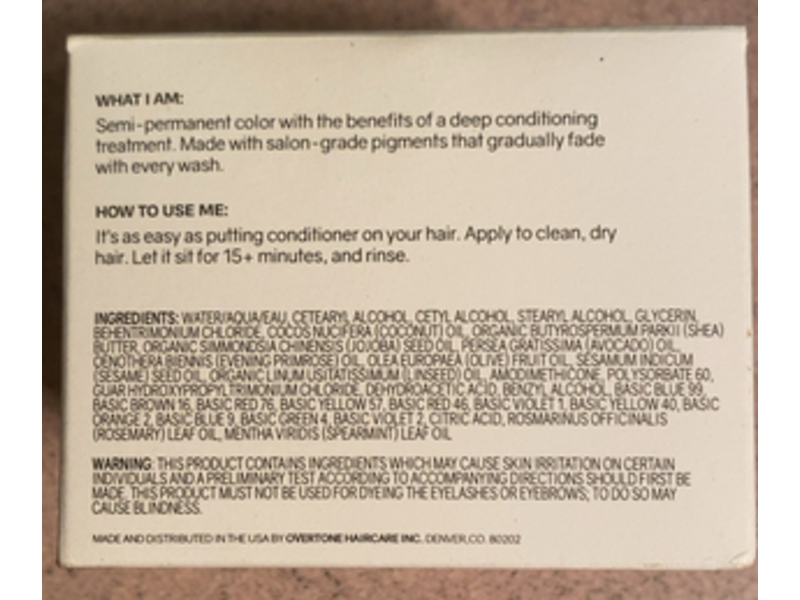 WHAT I AM:
Semi-permanent color with the benefits of a deep conditioning
treatment. Made with salon-grade pigments that gradually fade
with every wash.
HOW TO USE ME:
It's as easy as putting conditioner on your hair. Apply to clean, dry
hair. Let it sit for 15+ minutes, and rinse.
INGREDIENTS: WATER/AQUA/EAU, CETEARYL ALCOHOL, CETYL ALCOHOL, STEARYL ALCOHOL, GLYCERIN,
BEHENTRIMONIUM CHLORIDE, COCOS NUCIFERA (COCONUT) OIL, ORGANIC BUTYROSPERMUM PARKII (SHEA)
BUTTER, ORGANIC SIMMONDSIA CHINENSIS (JOJOBA) SEED OIL, PERSEA GRATISSIMA (AVOCADO) OIL,
OENOTHERA BIENNIS (EVENING PRIMROSE) OIL, OLEA EUROPAEA (OLIVE) FRUIT OIL, SESAMUM INDICUM
(SESAME) SEED OIL, ORGANIC LINUM USITATISSIMUM (LINSEED) OIL, AMODIMETHICONE, POLYSORBATE 60,
GUAR HYDROXYPROPYLTRIMONIUM CHLORIDE, DEHYDROACETIC ACID, BENZYL ALCOHOL, BASIC BLUE 99,
BASIC BROWN 16, BASIC RED 76, BASIC YELLOW 57, BASIC RED 46, BASIC VIOLET 1, BASIC YELLOW 40, BASIC
ORANGE 2, BASIC BLUE 9, BASIC GREEN 4, BASIC VIOLET 2, CITRIC ACID, ROSMARINUS OFFICINALIS
(ROSEMARY) LEAF OIL, MENTHA VIRIDIS (SPEARMINT) LEAF OIL
WARNING: THIS PRODUCT CONTAINS INGREDIENTS WHICH MAY CAUSE SKIN IRRITATION ON CERTAIN
INDIVIDUALS AND A PRELIMINARY TEST ACCORDING TO ACCOMPANYING DIRECTIONS SHOULD FIRST BE
MADE. THIS PRODUCT MUST NOT BE USED FOR DYEING THE EYELASHES OR EYEBROWS; TO DO SO MAY
CAUSE BLINDNESS.
MADE AND DISTRIBUTED IN THE USA BY OVERTONE HAIRCARE INC. DENVER, CO. 80202